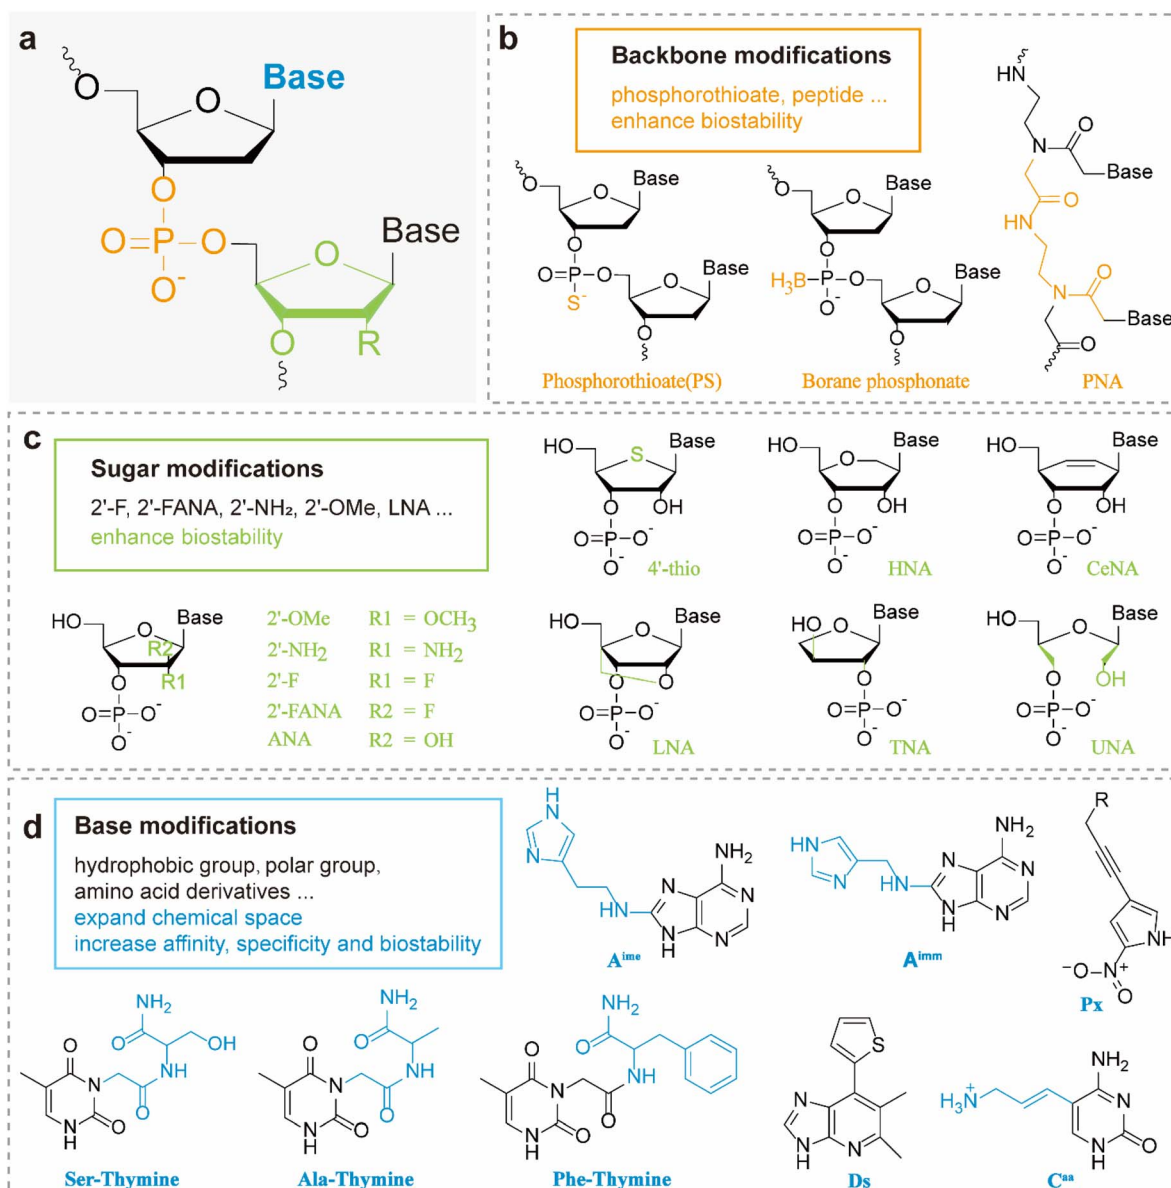 a
Base
O
O
O
O=P
O
O⁻
O
Base
O
R
b
Backbone modifications
phosphorothioate, peptide ...
enhance biostability
O
O
Base
O
O=P
O
S⁻
O
Base
O
Phosphorothioate(PS)
O
O
Base
O
H₃B-P
O
O⁻
O
Base
O
Borane phosphonate
HN
N
O
Base
O
HN
N
O
Base
O
PNA
c
Sugar modifications
2'-F, 2'-FANA, 2'-NH₂, 2'-OMe, LNA ...
enhance biostability
HO
O
Base
R2
R1
O
O=P-O⁻
O⁻
2'-OMe R1 = OCH₃
2'-NH₂ R1 = NH₂
2'-F R1 = F
2'-FANA R2 = F
ANA R2 = OH
HO
S
Base
O
OH
O=P-O⁻
O⁻
4'-thio
HO
O
Base
O
OH
O=P-O⁻
O⁻
HNA
HO
Base
O
OH
O=P-O⁻
O⁻
CeNA
HO
O
Base
O
O
O=P-O⁻
O⁻
LNA
HO
O
Base
O
O=P-O⁻
O⁻
TNA
HO
O
Base
O
OH
O=P-O⁻
O⁻
UNA
d
Base modifications
hydrophobic group, polar group,
amino acid derivatives ...
expand chemical space
increase affinity, specificity and biostability
H
N
N
NH₂
N
N
HN
N
N
H
Aⁱᵐᵉ
HN
N
N
H
NH₂
N
N
N
N
H
Aⁱᵐᵐ
R
NH
⁻O
N⁺
O
Px
NH₂
O
OH
O
NH
N
O
N
H
O
Ser-Thymine
NH₂
O
O
NH
N
O
N
H
O
Ala-Thymine
NH₂
O
O
NH
N
O
N
H
O
Phe-Thymine
S
N
N
H
N
Ds
NH₂
H₃N⁺
N
N
H
O
Cᵃᵃ